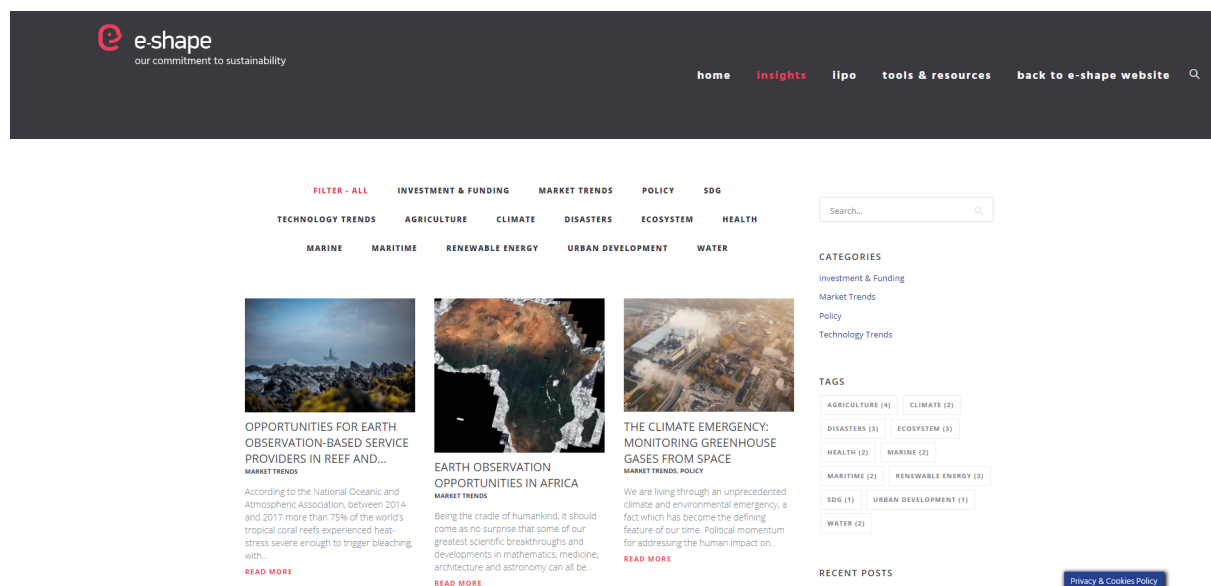 e-shape
our commitment to sustainability
home insights iipo tools & resources back to e-shape website
FILTER - ALL INVESTMENT & FUNDING MARKET TRENDS POLICY SDG
TECHNOLOGY TRENDS AGRICULTURE CLIMATE DISASTERS ECOSYSTEM HEALTH
MARINE MARITIME RENEWABLE ENERGY URBAN DEVELOPMENT WATER
OPPORTUNITIES FOR EARTH
OBSERVATION-BASED SERVICE
PROVIDERS IN REEF AND...
MARKET TRENDS
According to the National Oceanic and
Atmospheric Association, between 2014
and 2017 more than 75% of the world's
tropical coral reefs experienced heat-
stress severe enough to trigger bleaching,
with...
READ MORE
EARTH OBSERVATION
OPPORTUNITIES IN AFRICA
MARKET TRENDS
Being the cradle of humankind, it should
come as no surprise that some of our
greatest scientific breakthroughs and
developments in mathematics, medicine,
architecture and astronomy can all be...
READ MORE
THE CLIMATE EMERGENCY:
MONITORING GREENHOUSE
GASES FROM SPACE
MARKET TRENDS, POLICY
We are living through an unprecedented
climate and environmental emergency, a
fact which has become the defining
feature of our time. Political momentum
for addressing the human impact on...
READ MORE
Search...
CATEGORIES
Investment & Funding
Market Trends
Policy
Technology Trends
TAGS
AGRICULTURE (4) CLIMATE (2)
DISASTERS (3) ECOSYSTEM (3)
HEALTH (2) MARINE (2)
MARITIME (2) RENEWABLE ENERGY (3)
SDG (1) URBAN DEVELOPMENT (1)
WATER (2)
RECENT POSTS
Privacy & Cookies Policy